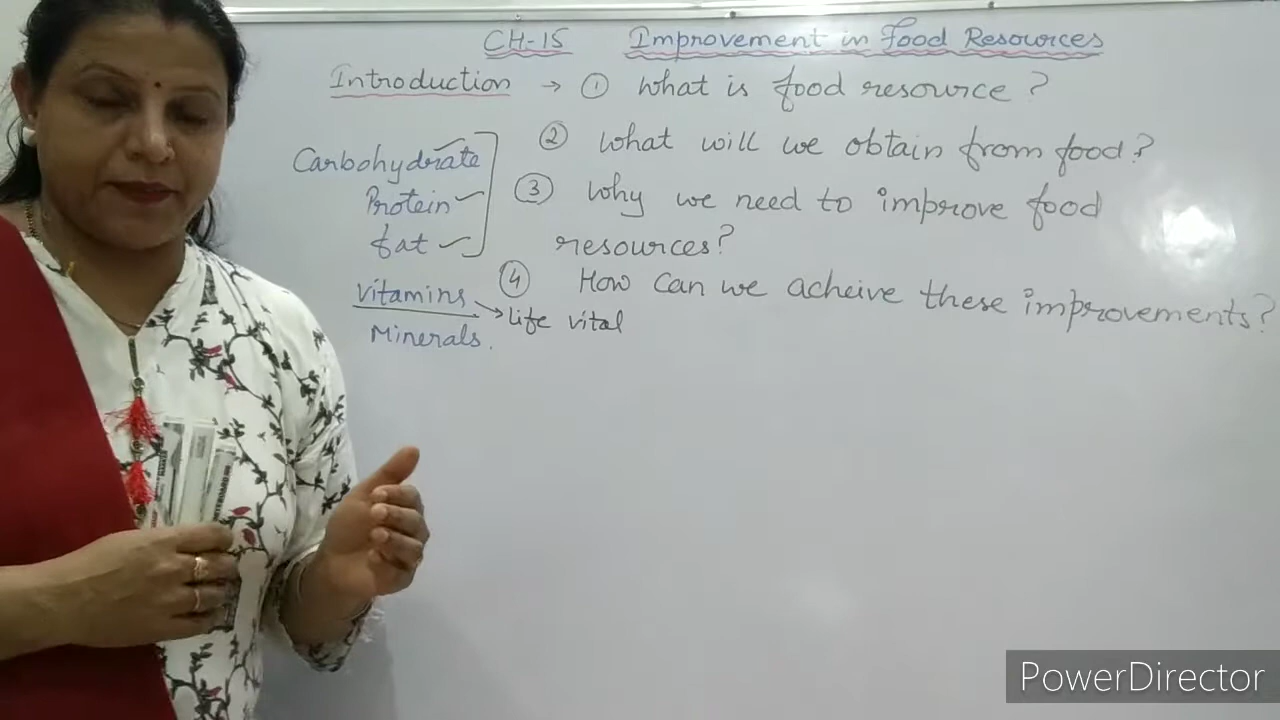 CH-15 Improvement in Food Resources
Introduction → ① What is food resource?
② What will we obtain from food?
③ Why we need to improve food
resources?
④ How can we acheive these improvements?
Carbohydrate
Protein
fat
Vitamins → life vital
Minerals.
PowerDirector